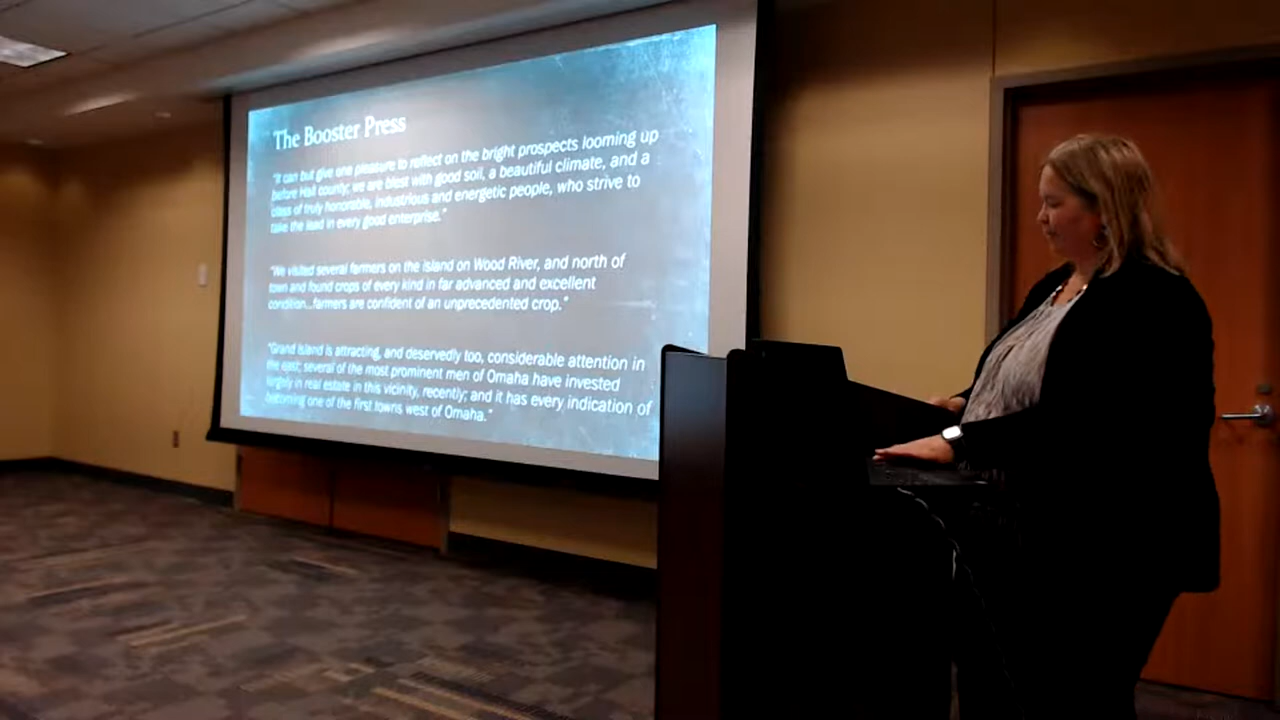 The Booster Press
"It can but give one pleasure to reflect on the bright prospects looming up
before Hall county; we are blest with good soil, a beautiful climate, and a
class of truly honorable, industrious and energetic people, who strive to
take the lead in every good enterprise."
"We visited several farmers on the island on Wood River, and north of
town and found crops of every kind in far advanced and excellent
condition...farmers are confident of an unprecedented crop."
"Grand Island is attracting, and deservedly too, considerable attention in
the east; several of the most prominent men of Omaha have invested
largely in real estate in this vicinity, recently; and it has every indication of
becoming one of the first towns west of Omaha."